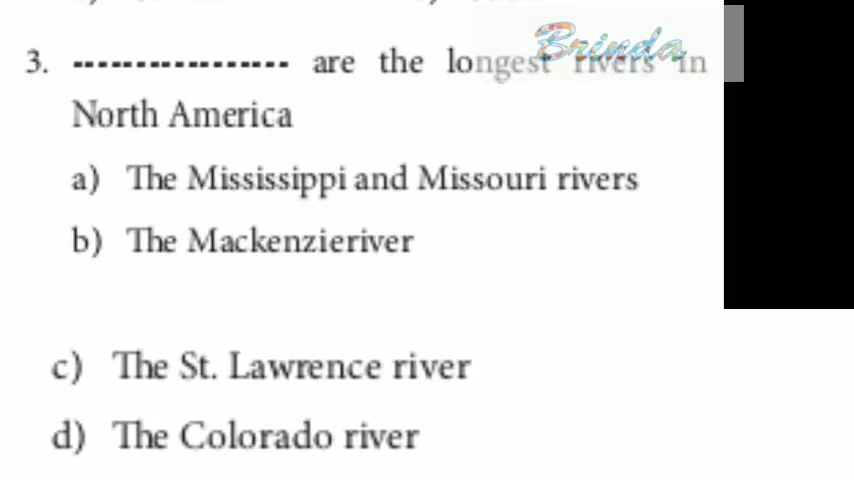 3. ----------------- are the longest rivers in
Brinda
North America
a) The Mississippi and Missouri rivers
b) The Mackenzieriver
c) The St. Lawrence river
d) The Colorado river